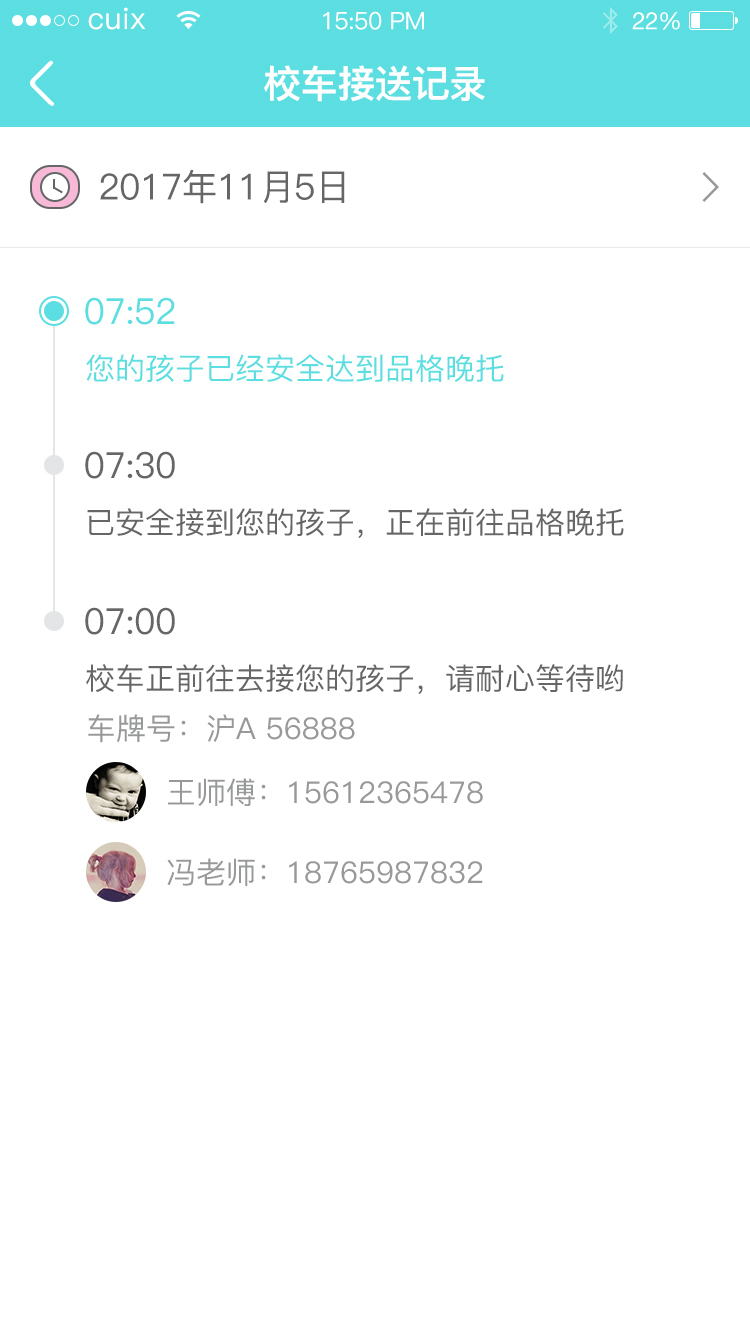 cuix
15:50 PM
22%
校车接送记录
2017年11月5日
07:52
您的孩子已经安全达到品格晚托
07:30
已安全接到您的孩子，正在前往品格晚托
07:00
校车正前往去接您的孩子，请耐心等待哟
车牌号：沪A 56888
王师傅：15612365478
冯老师：18765987832